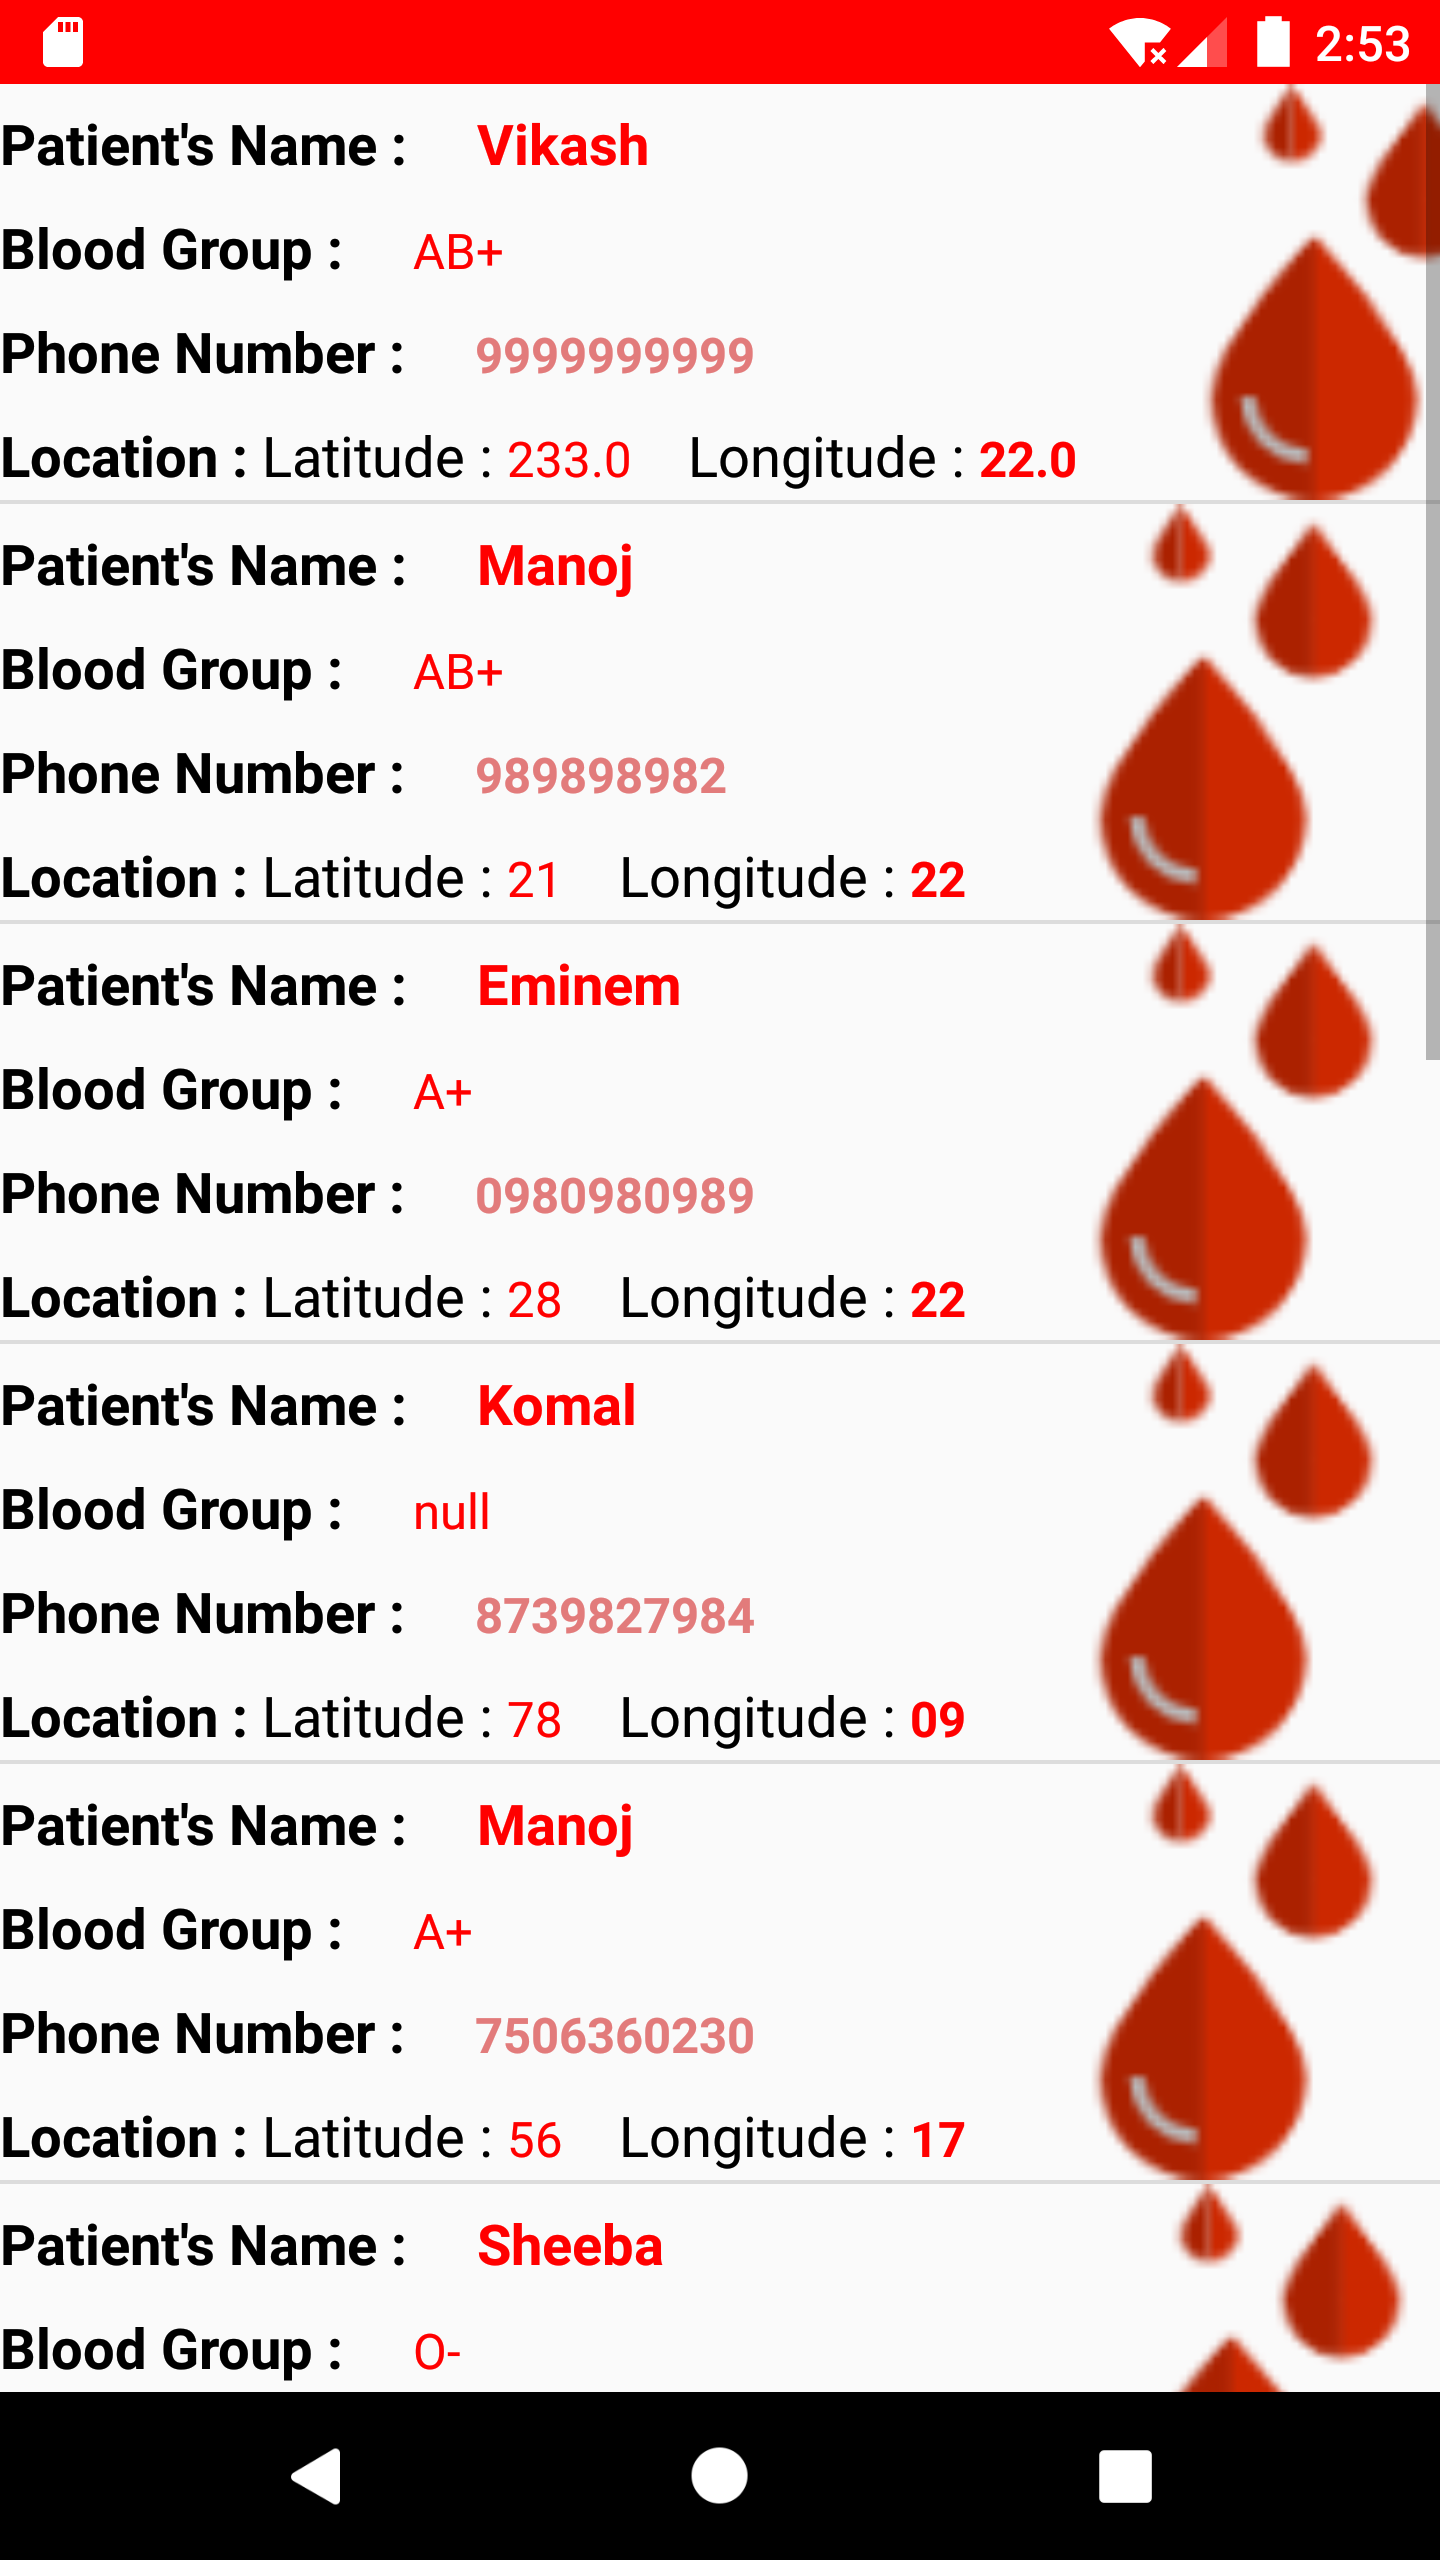 2:53
Patient's Name : Vikash
Blood Group : AB+
Phone Number : 9999999999
Location : Latitude : 233.0 Longitude : 22.0
Patient's Name : Manoj
Blood Group : AB+
Phone Number : 989898982
Location : Latitude : 21 Longitude : 22
Patient's Name : Eminem
Blood Group : A+
Phone Number : 0980980989
Location : Latitude : 28 Longitude : 22
Patient's Name : Komal
Blood Group : null
Phone Number : 8739827984
Location : Latitude : 78 Longitude : 09
Patient's Name : Manoj
Blood Group : A+
Phone Number : 7506360230
Location : Latitude : 56 Longitude : 17
Patient's Name : Sheeba
Blood Group : O-